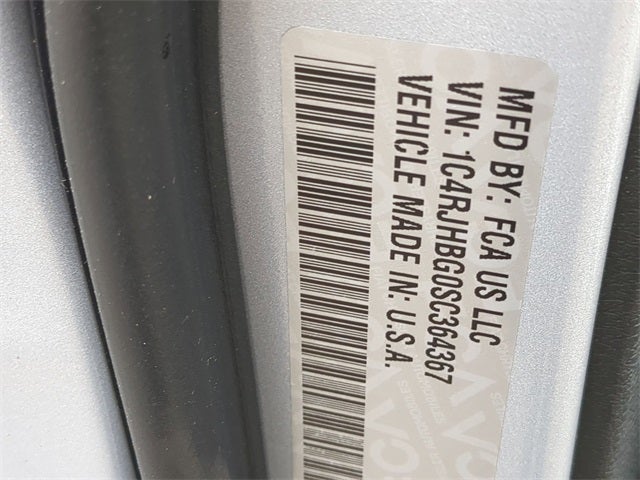 MFD BY: FCA US LLC
VIN: 1C4RJHBG0SC364367
VEHICLE MADE IN: U.S.A.